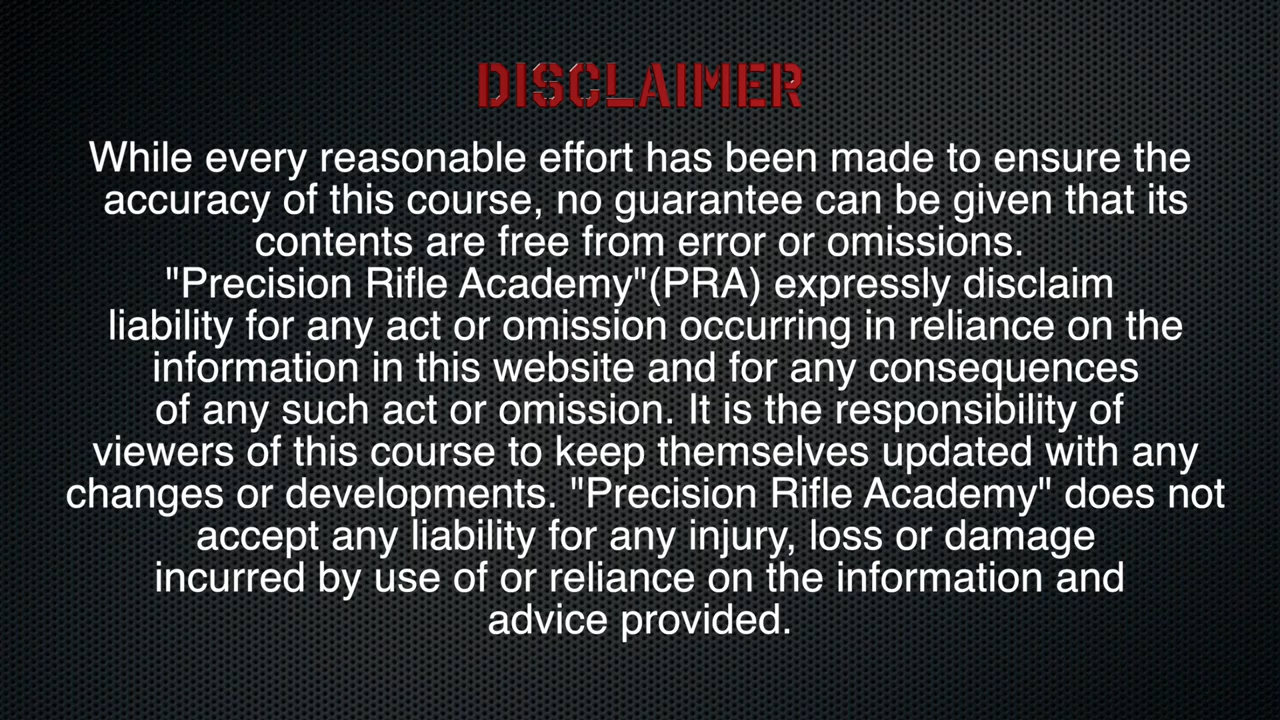 DISCLAIMER
While every reasonable effort has been made to ensure the
accuracy of this course, no guarantee can be given that its
contents are free from error or omissions.
"Precision Rifle Academy"(PRA) expressly disclaim
liability for any act or omission occurring in reliance on the
information in this website and for any consequences
of any such act or omission. It is the responsibility of
viewers of this course to keep themselves updated with any
changes or developments. "Precision Rifle Academy" does not
accept any liability for any injury, loss or damage
incurred by use of or reliance on the information and
advice provided.